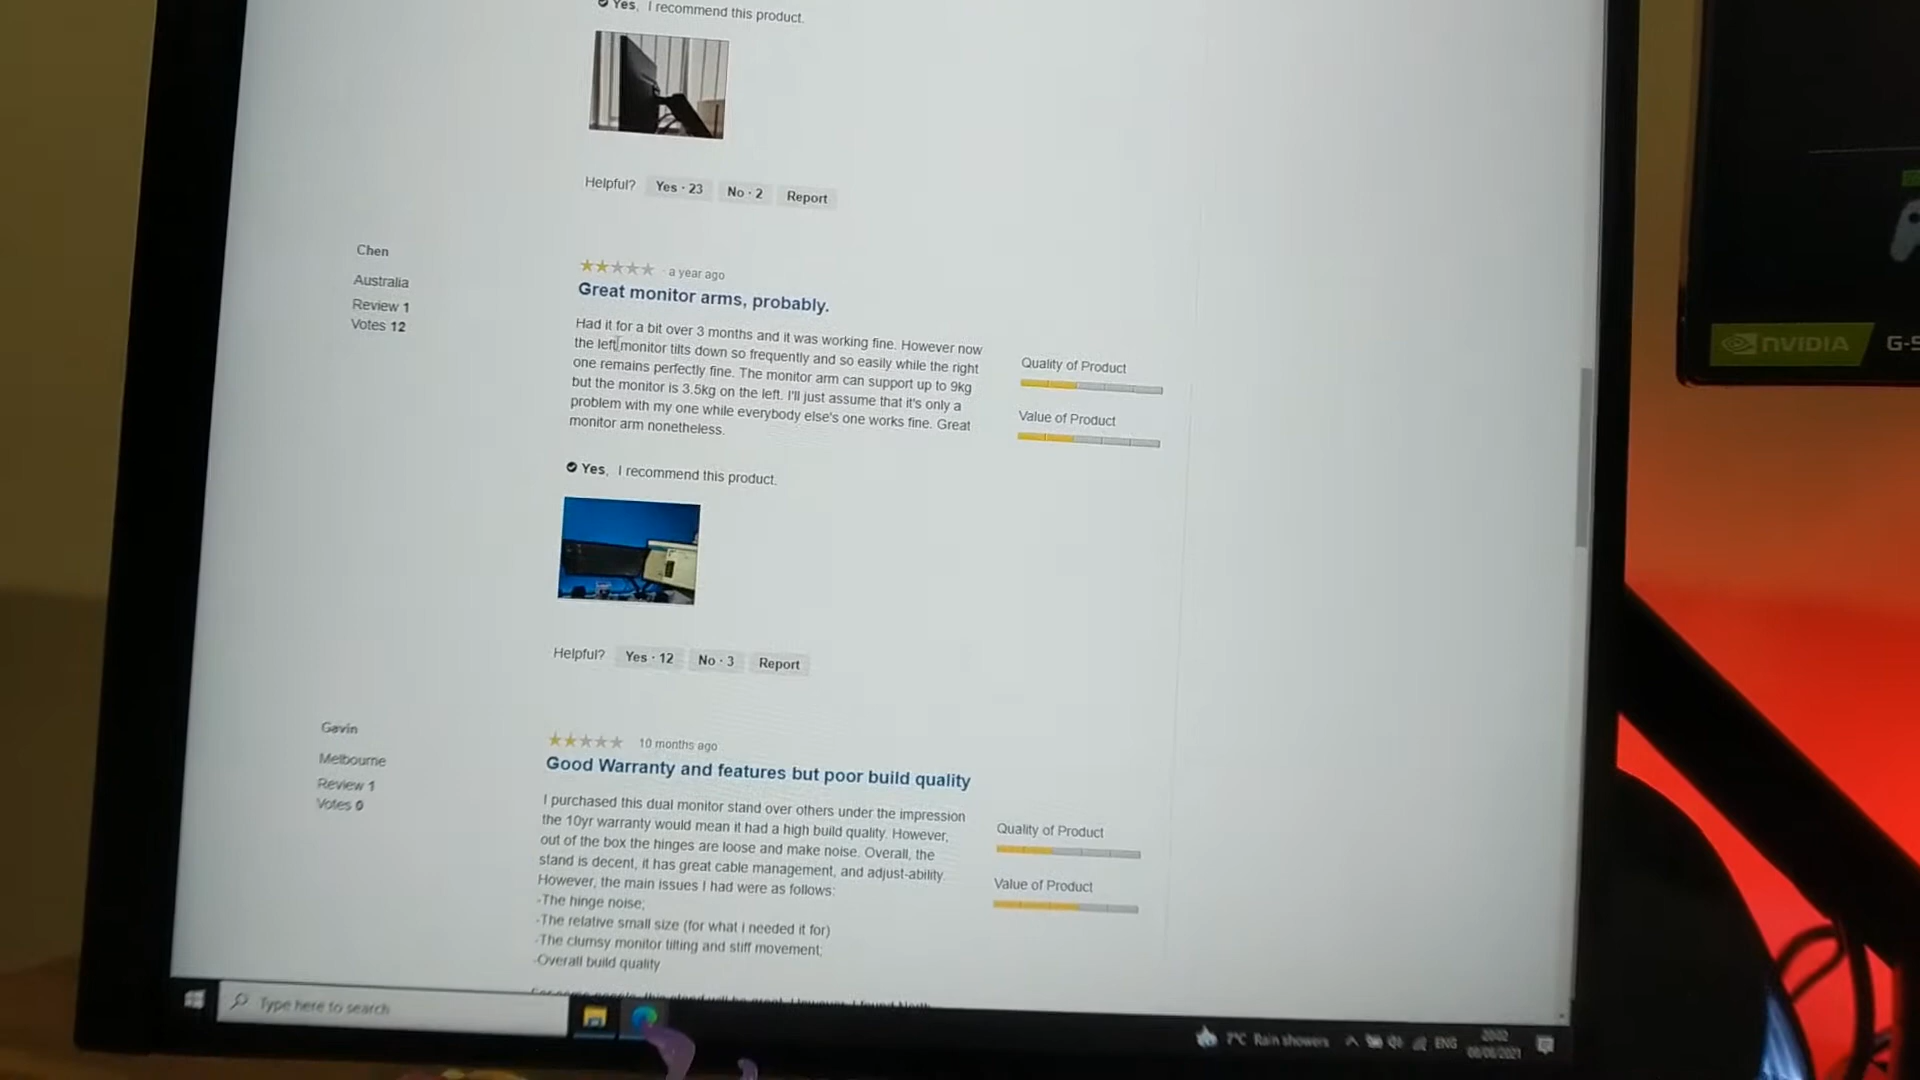 Yes, I recommend this product.
Helpful? Yes · 23 No · 2 Report
Chen
Australia
Review 1
Votes 12
a year ago
Great monitor arms, probably.
Had it for a bit over 3 months and it was working fine. However now
the left monitor tilts down so frequently and so easily while the right
one remains perfectly fine. The monitor arm can support up to 9kg
but the monitor is 3.5kg on the left. I'll just assume that it's only a
problem with my one while everybody else's one works fine. Great
monitor arm nonetheless.
Quality of Product
Value of Product
Yes, I recommend this product.
Helpful? Yes · 12 No · 3 Report
Gavin
Melbourne
Review 1
Votes 0
10 months ago
Good Warranty and features but poor build quality
I purchased this dual monitor stand over others under the impression
the 10yr warranty would mean it had a high build quality. However,
out of the box the hinges are loose and make noise. Overall, the
stand is decent, it has great cable management, and adjust-ability.
However, the main issues I had were as follows:
-The hinge noise;
-The relative small size (for what i needed it for)
-The clumsy monitor tilting and stiff movement;
-Overall build quality
Quality of Product
Value of Product
Type here to search
7°C Rain showers
ENG
20:02
NVIDIA